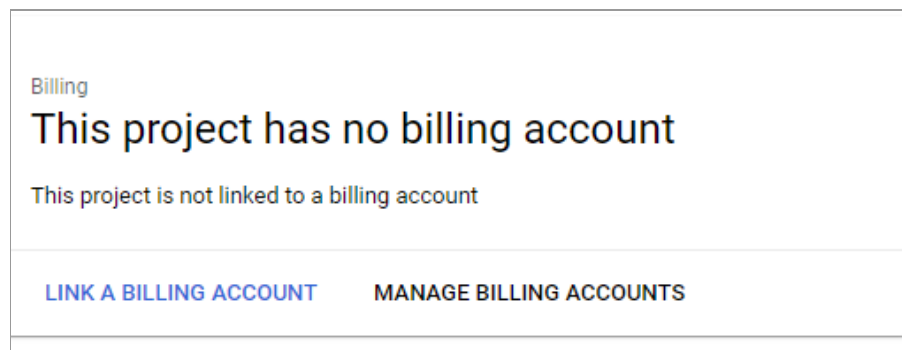 Billing
This project has no billing account
This project is not linked to a billing account
LINK A BILLING ACCOUNT MANAGE BILLING ACCOUNTS